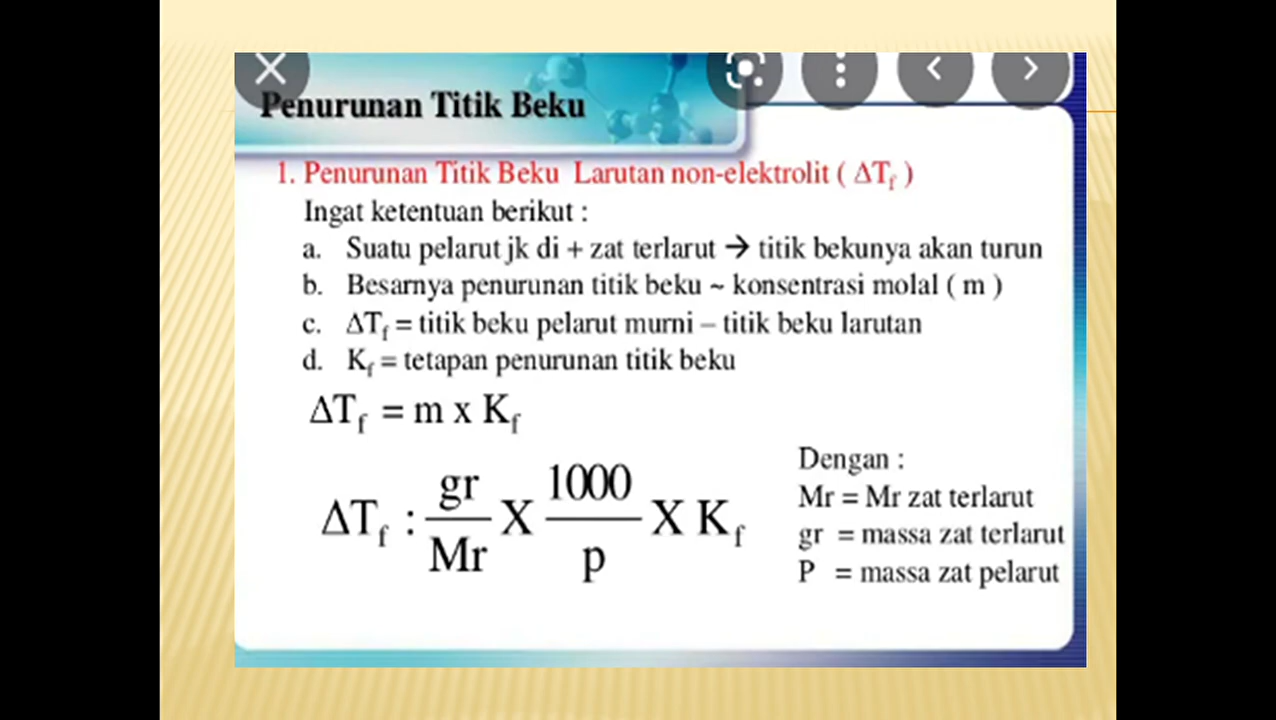 Penurunan Titik Beku
1. Penurunan Titik Beku Larutan non-elektrolit ( ΔTf )
Ingat ketentuan berikut :
a. Suatu pelarut jk di + zat terlarut → titik bekunya akan turun
b. Besarnya penurunan titik beku ~ konsentrasi molal ( m )
c. ΔTf = titik beku pelarut murni – titik beku larutan
d. Kf = tetapan penurunan titik beku
ΔTf = m x Kf
ΔTf : gr/Mr X 1000/p X Kf
Dengan :
Mr = Mr zat terlarut
gr = massa zat terlarut
P = massa zat pelarut